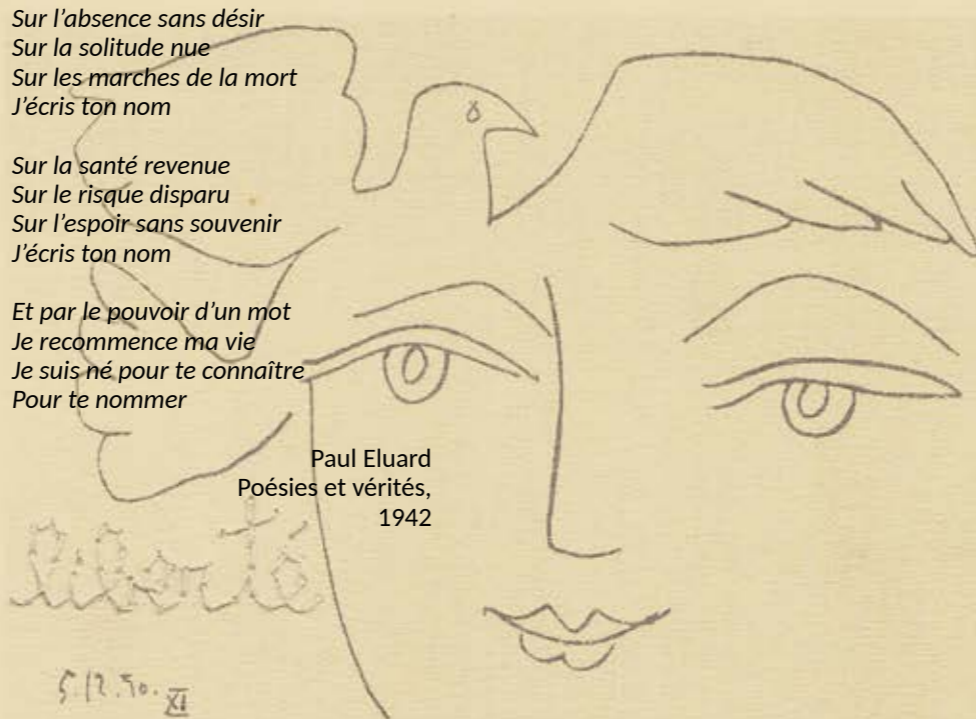 Sur l’absence sans désir
Sur la solitude nue
Sur les marches de la mort
J’écris ton nom
Sur la santé revenue
Sur le risque disparu
Sur l’espoir sans souvenir
J’écris ton nom
Et par le pouvoir d’un mot
Je recommence ma vie
Je suis né pour te connaître
Pour te nommer
Paul Eluard
Poésies et vérités,
1942
liberté
5.12.50.
XI